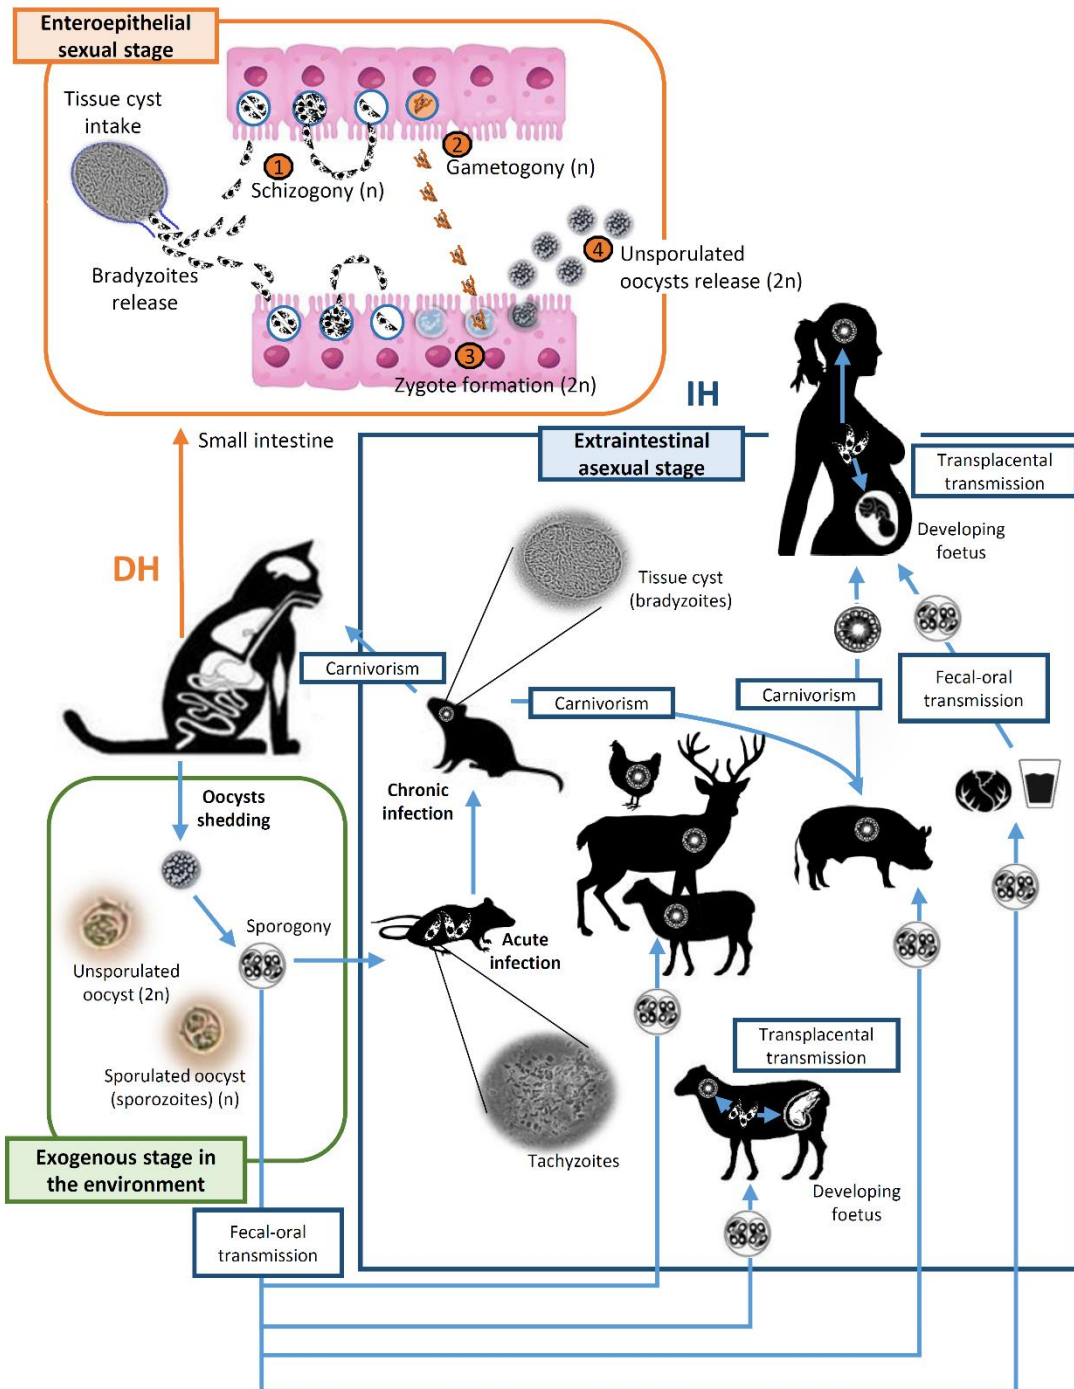 Enteroepithelial
sexual stage
Tissue cyst
intake
1
Schizogony (n)
2
Gametogony (n)
Bradyzoites
release
4
Unsporulated
oocysts release (2n)
3
Zygote formation (2n)
Small intestine
DH
IH
Extraintestinal
asexual stage
Transplacental
transmission
Developing
foetus
Tissue cyst
(bradyzoites)
Carnivorism
Carnivorism
Carnivorism
Fecal-oral
transmission
Chronic
infection
Oocysts
shedding
Sporogony
Acute
infection
Unsporulated
oocyst (2n)
Sporulated oocyst
(sporozoites) (n)
Exogenous stage in
the environment
Tachyzoites
Transplacental
transmission
Developing
foetus
Fecal-oral
transmission